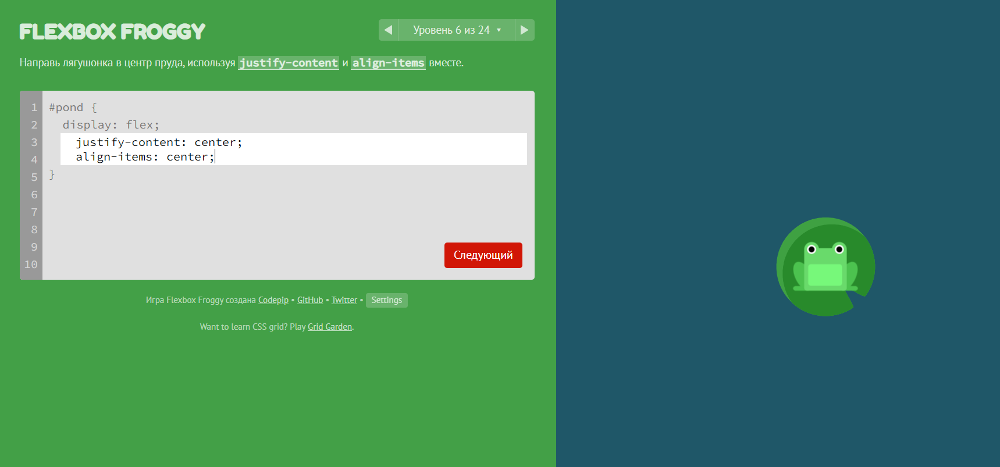 FLEXBOX FROGGY
Уровень 6 из 24
Направь лягушонка в центр пруда, используя justify-content и align-items вместе.
1 #pond {
2 display: flex;
3 justify-content: center;
4 align-items: center;
5 }
6
7
8
9
10
Следующий
Игра Flexbox Froggy создана Codepip • GitHub • Twitter • Settings
Want to learn CSS grid? Play Grid Garden.